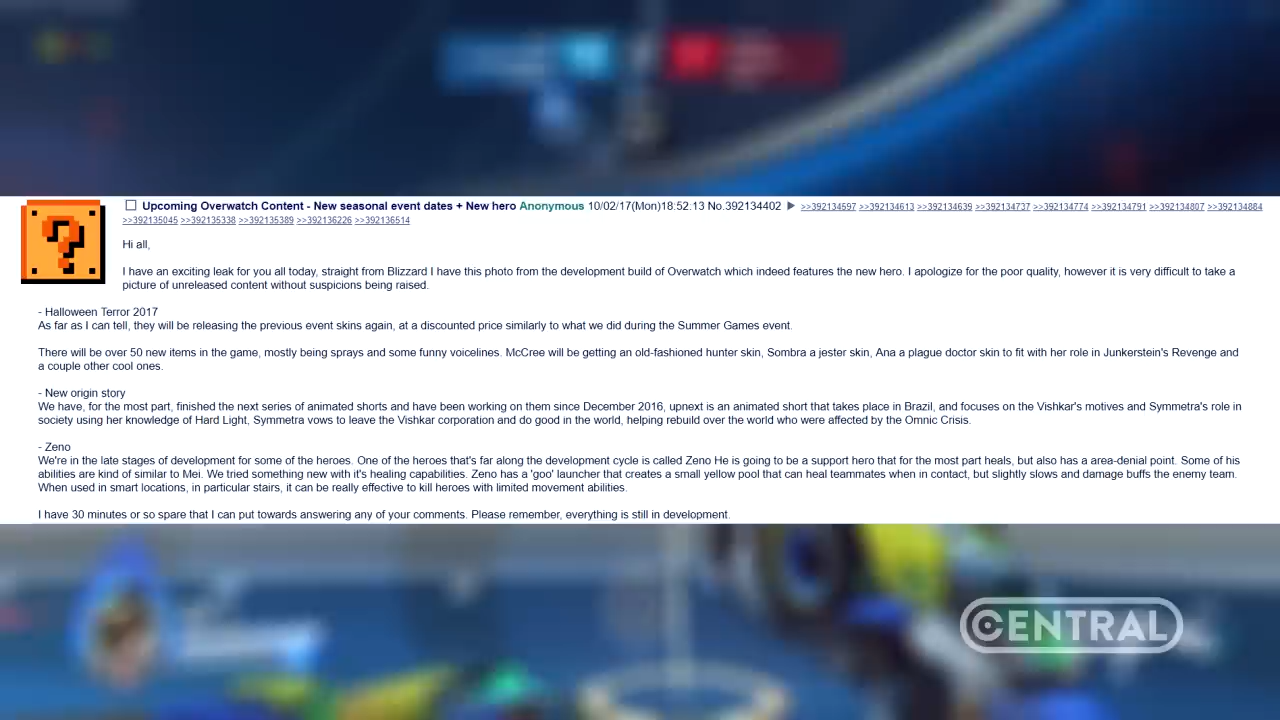 Upcoming Overwatch Content - New seasonal event dates + New hero Anonymous 10/02/17(Mon)18:52:13 No.392134402 ▶ >>392134597 >>392134613 >>392134639 >>392134737 >>392134774 >>392134791 >>392134807 >>392134884
>>392135045 >>392135338 >>392135389 >>392136226 >>392136514
Hi all,
I have an exciting leak for you all today, straight from Blizzard I have this photo from the development build of Overwatch which indeed features the new hero. I apologize for the poor quality, however it is very difficult to take a
picture of unreleased content without suspicions being raised.
- Halloween Terror 2017
As far as I can tell, they will be releasing the previous event skins again, at a discounted price similarly to what we did during the Summer Games event.
There will be over 50 new items in the game, mostly being sprays and some funny voicelines. McCree will be getting an old-fashioned hunter skin, Sombra a jester skin, Ana a plague doctor skin to fit with her role in Junkerstein's Revenge and
a couple other cool ones.
- New origin story
We have, for the most part, finished the next series of animated shorts and have been working on them since December 2016, upnext is an animated short that takes place in Brazil, and focuses on the Vishkar's motives and Symmetra's role in
society using her knowledge of Hard Light, Symmetra vows to leave the Vishkar corporation and do good in the world, helping rebuild over the world who were affected by the Omnic Crisis.
- Zeno
We're in the late stages of development for some of the heroes. One of the heroes that's far along the development cycle is called Zeno He is going to be a support hero that for the most part heals, but also has a area-denial point. Some of his
abilities are kind of similar to Mei. We tried something new with it's healing capabilities. Zeno has a 'goo' launcher that creates a small yellow pool that can heal teammates when in contact, but slightly slows and damage buffs the enemy team.
When used in smart locations, in particular stairs, it can be really effective to kill heroes with limited movement abilities.
I have 30 minutes or so spare that I can put towards answering any of your comments. Please remember, everything is still in development.
CENTRAL